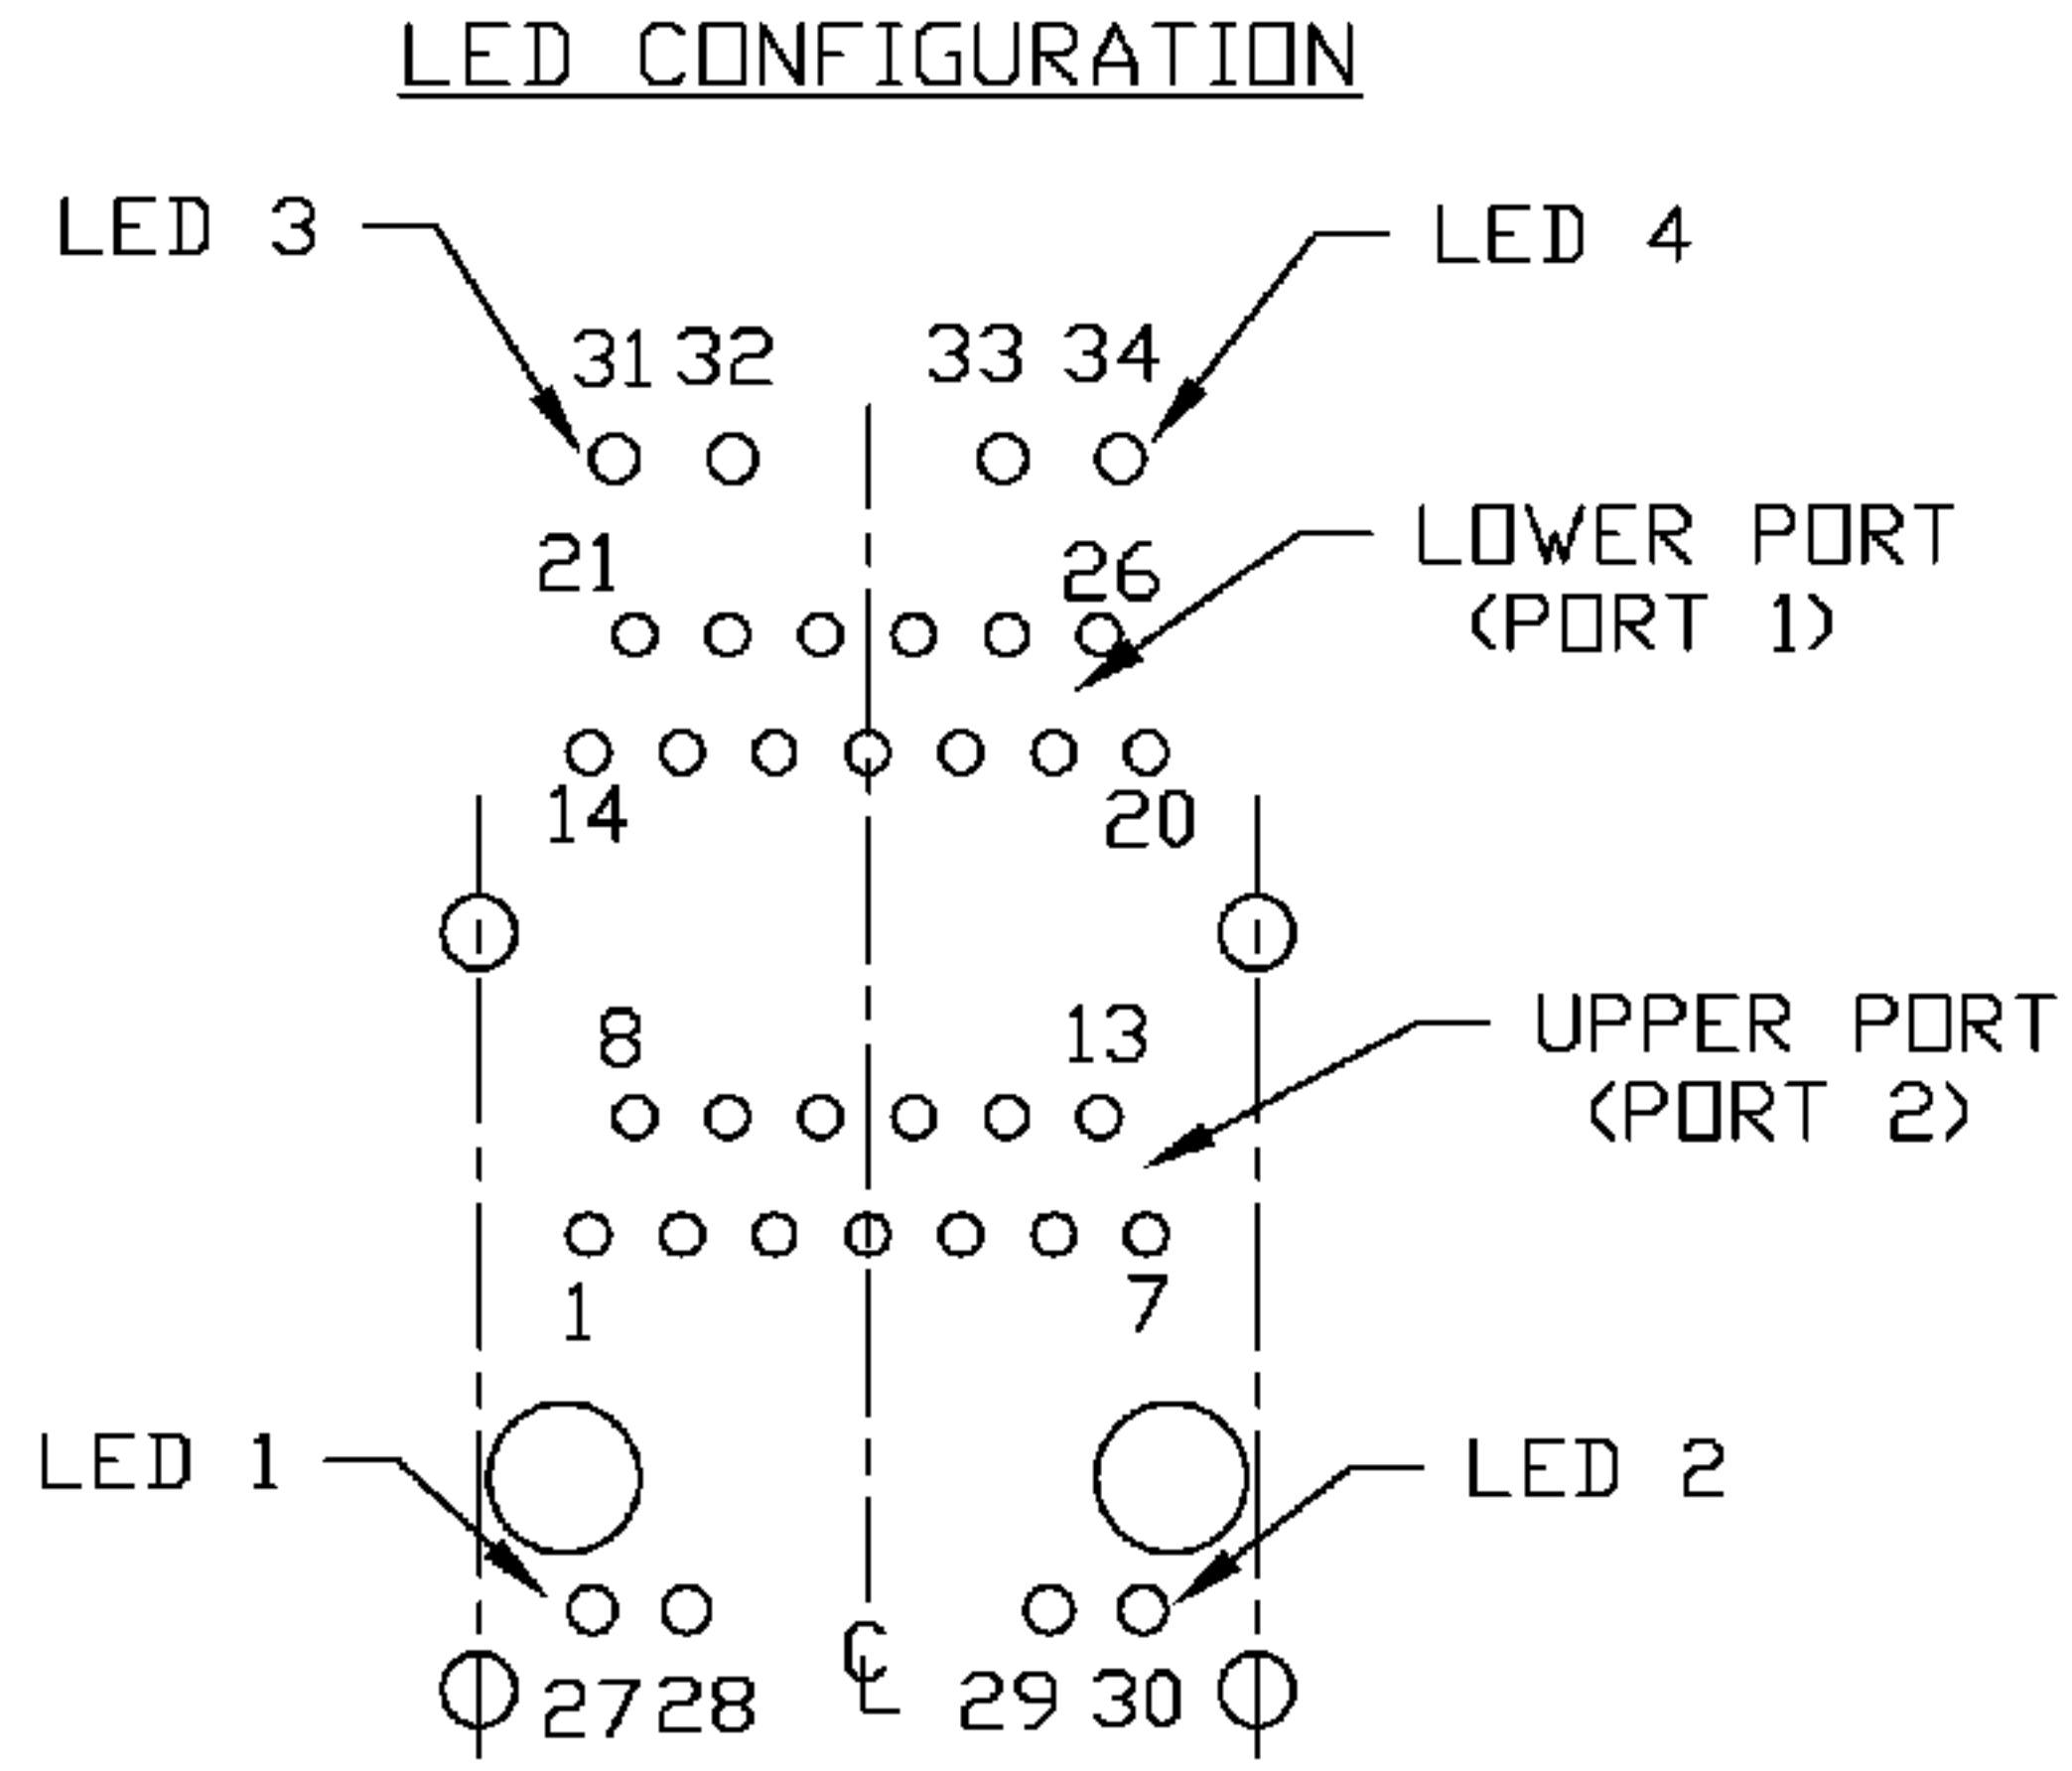 LED CONFIGURATION
LED 3
LED 4
31 32 33 34
21 26
LOWER PORT
(PORT 1)
14 20
8 13
UPPER PORT
(PORT 2)
1 7
LED 1
LED 2
27 28 29 30
CL